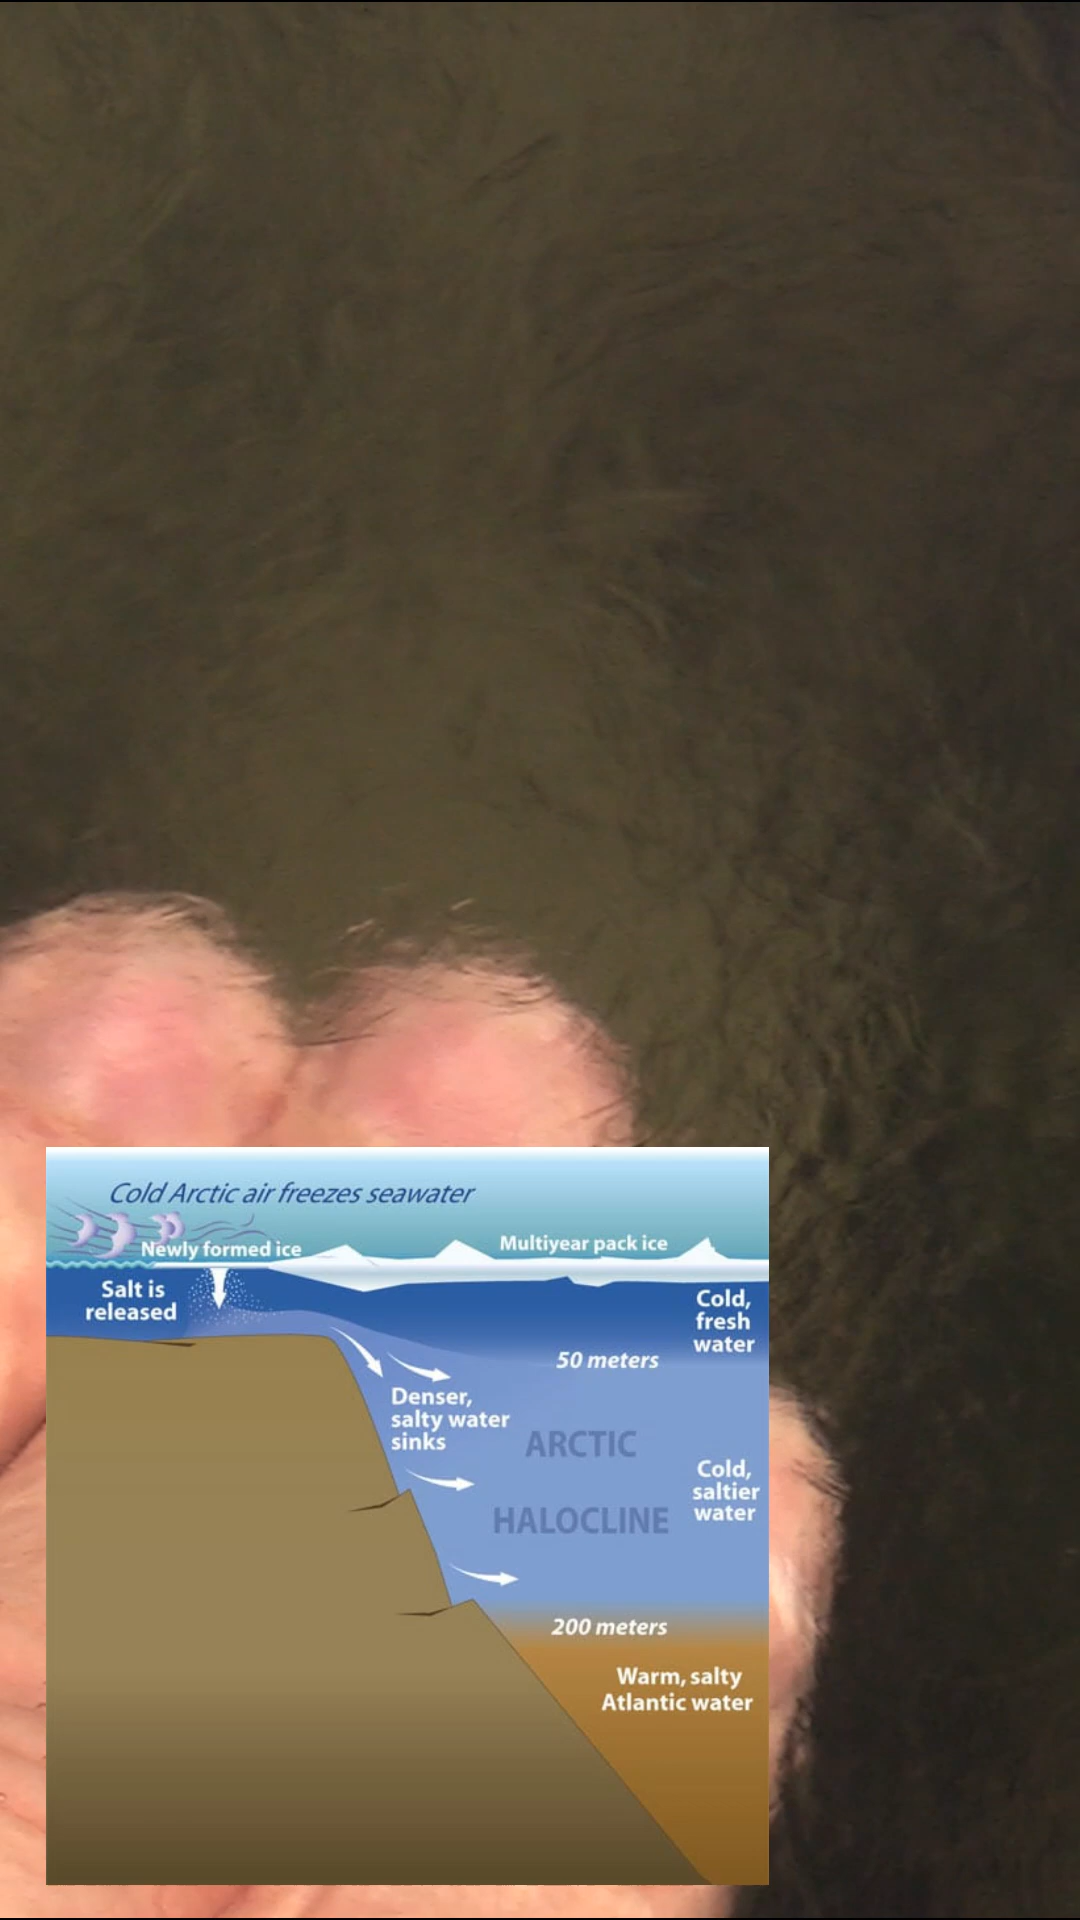 Cold Arctic air freezes seawater
Newly formed ice
Multiyear pack ice
Salt is
released
Cold,
fresh
water
50 meters
Denser,
salty water
sinks
ARCTIC
HALOCLINE
Cold,
saltier
water
200 meters
Warm, salty
Atlantic water